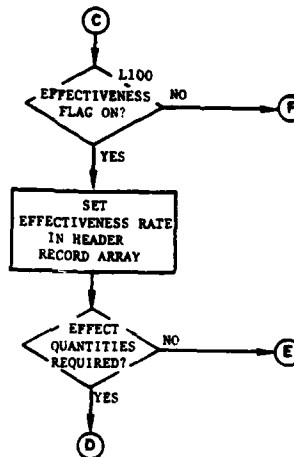 C
L100
EFFECTIVENESS
FLAG ON?
NO
F
YES
SET
EFFECTIVENESS RATE
IN HEADER
RECORD ARRAY
EFFECT
QUANTITIES
REQUIRED?
NO
E
YES
D